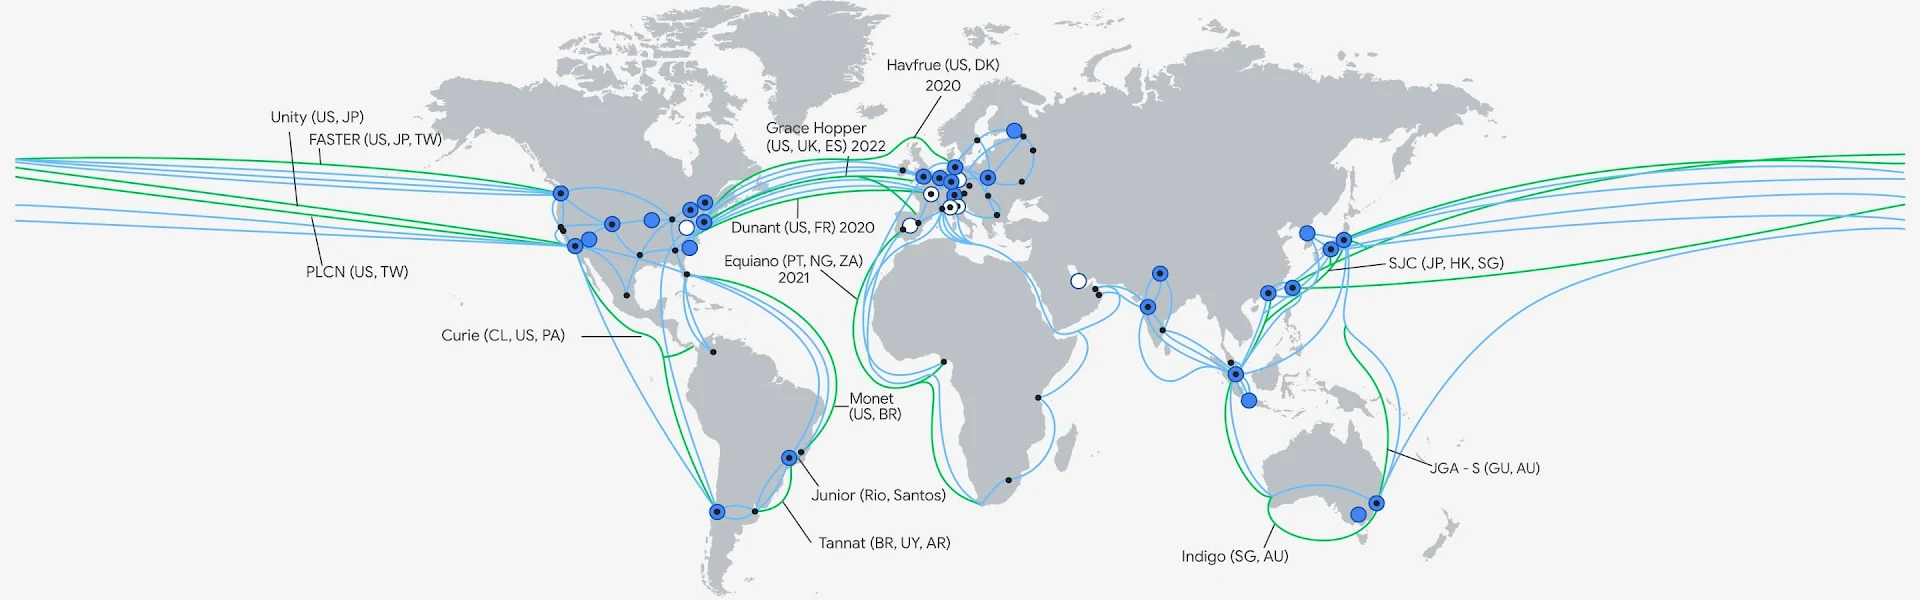 Havfrue (US, DK)
2020
Unity (US, JP)
FASTER (US, JP, TW)
Grace Hopper
(US, UK, ES) 2022
Dunant (US, FR) 2020
Equiano (PT, NG, ZA)
2021
PLCN (US, TW)
SJC (JP, HK, SG)
Curie (CL, US, PA)
Monet
(US, BR)
JGA - S (GU, AU)
Junior (Rio, Santos)
Tannat (BR, UY, AR)
Indigo (SG, AU)